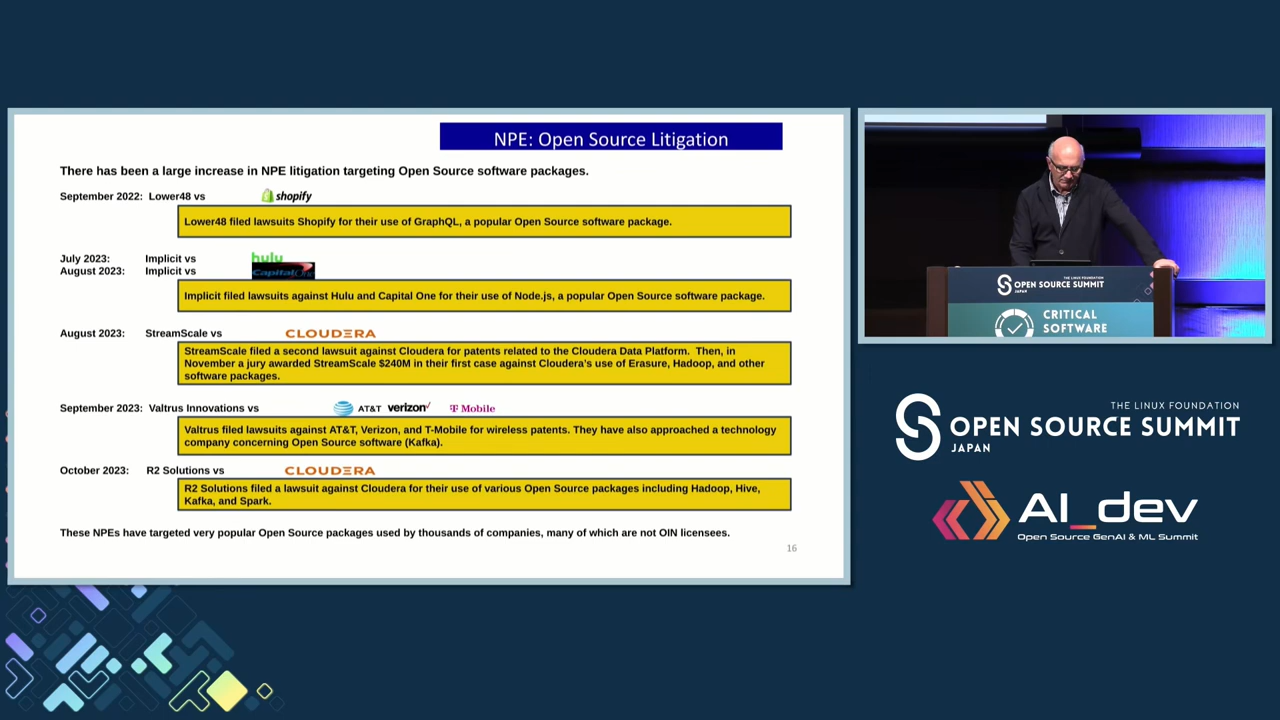 NPE: Open Source Litigation
There has been a large increase in NPE litigation targeting Open Source software packages.
September 2022: Lower48 vs shopify
Lower48 filed lawsuits Shopify for their use of GraphQL, a popular Open Source software package.
July 2023: Implicit vs hulu
August 2023: Implicit vs Capital One
Implicit filed lawsuits against Hulu and Capital One for their use of Node.js, a popular Open Source software package.
August 2023: StreamScale vs CLOUDERA
StreamScale filed a second lawsuit against Cloudera for patents related to the Cloudera Data Platform. Then, in
November a jury awarded StreamScale $240M in their first case against Cloudera's use of Erasure, Hadoop, and other
software packages.
September 2023: Valtrus Innovations vs AT&T verizon T Mobile
Valtrus filed lawsuits against AT&T, Verizon, and T-Mobile for wireless patents. They have also approached a technology
company concerning Open Source software (Kafka).
October 2023: R2 Solutions vs CLOUDERA
R2 Solutions filed a lawsuit against Cloudera for their use of various Open Source packages including Hadoop, Hive,
Kafka, and Spark.
These NPEs have targeted very popular Open Source packages used by thousands of companies, many of which are not OIN licensees.
16
THE LINUX FOUNDATION
OPEN SOURCE SUMMIT
JAPAN
CRITICAL
SOFTWARE
THE LINUX FOUNDATION
OPEN SOURCE SUMMIT
JAPAN
AI_dev
Open Source GenAI & ML Summit